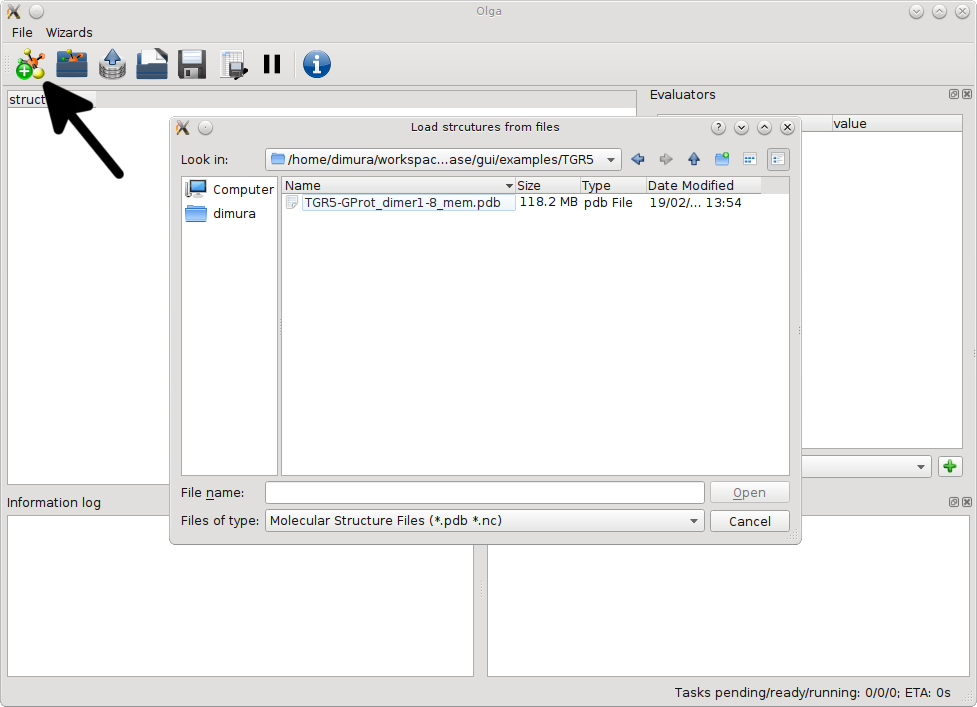 Olga
File Wizards
struct
Evaluators
value
Load strcutures from files
Look in: /home/dimura/workspac...ase/gui/examples/TGR5
Computer
dimura
Name Size Type Date Modified
TGR5-GProt_dimer1-8_mem.pdb 118.2 MB pdb File 19/02/... 13:54
File name: Open
Files of type: Molecular Structure Files (*.pdb *.nc) Cancel
Information log
Tasks pending/ready/running: 0/0/0; ETA: 0s